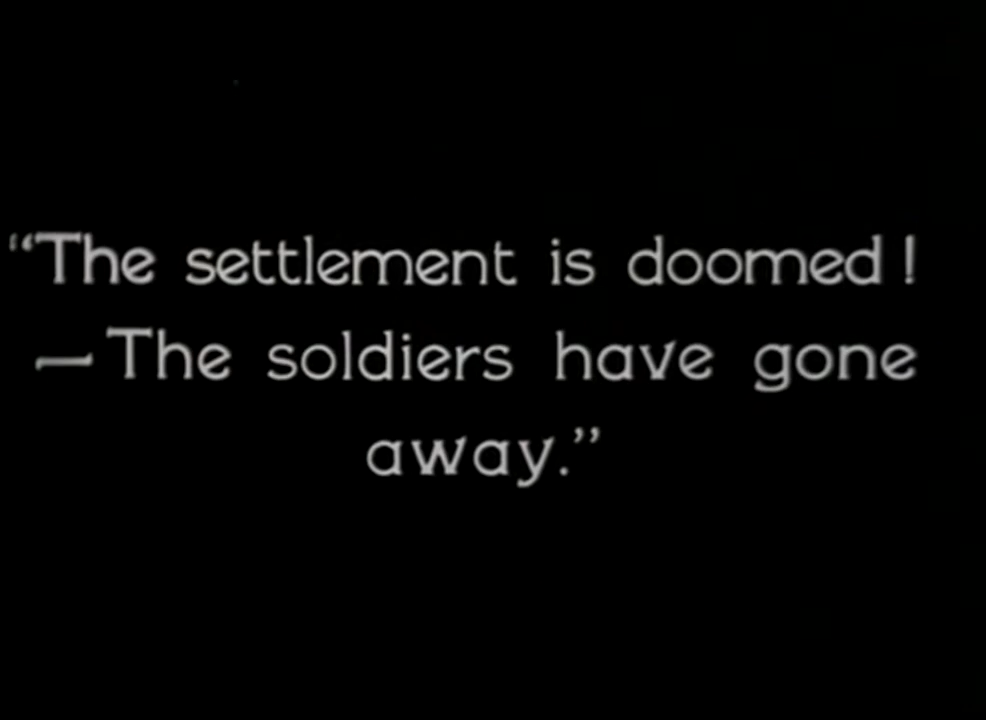 “The settlement is doomed!
—The soldiers have gone
away.”